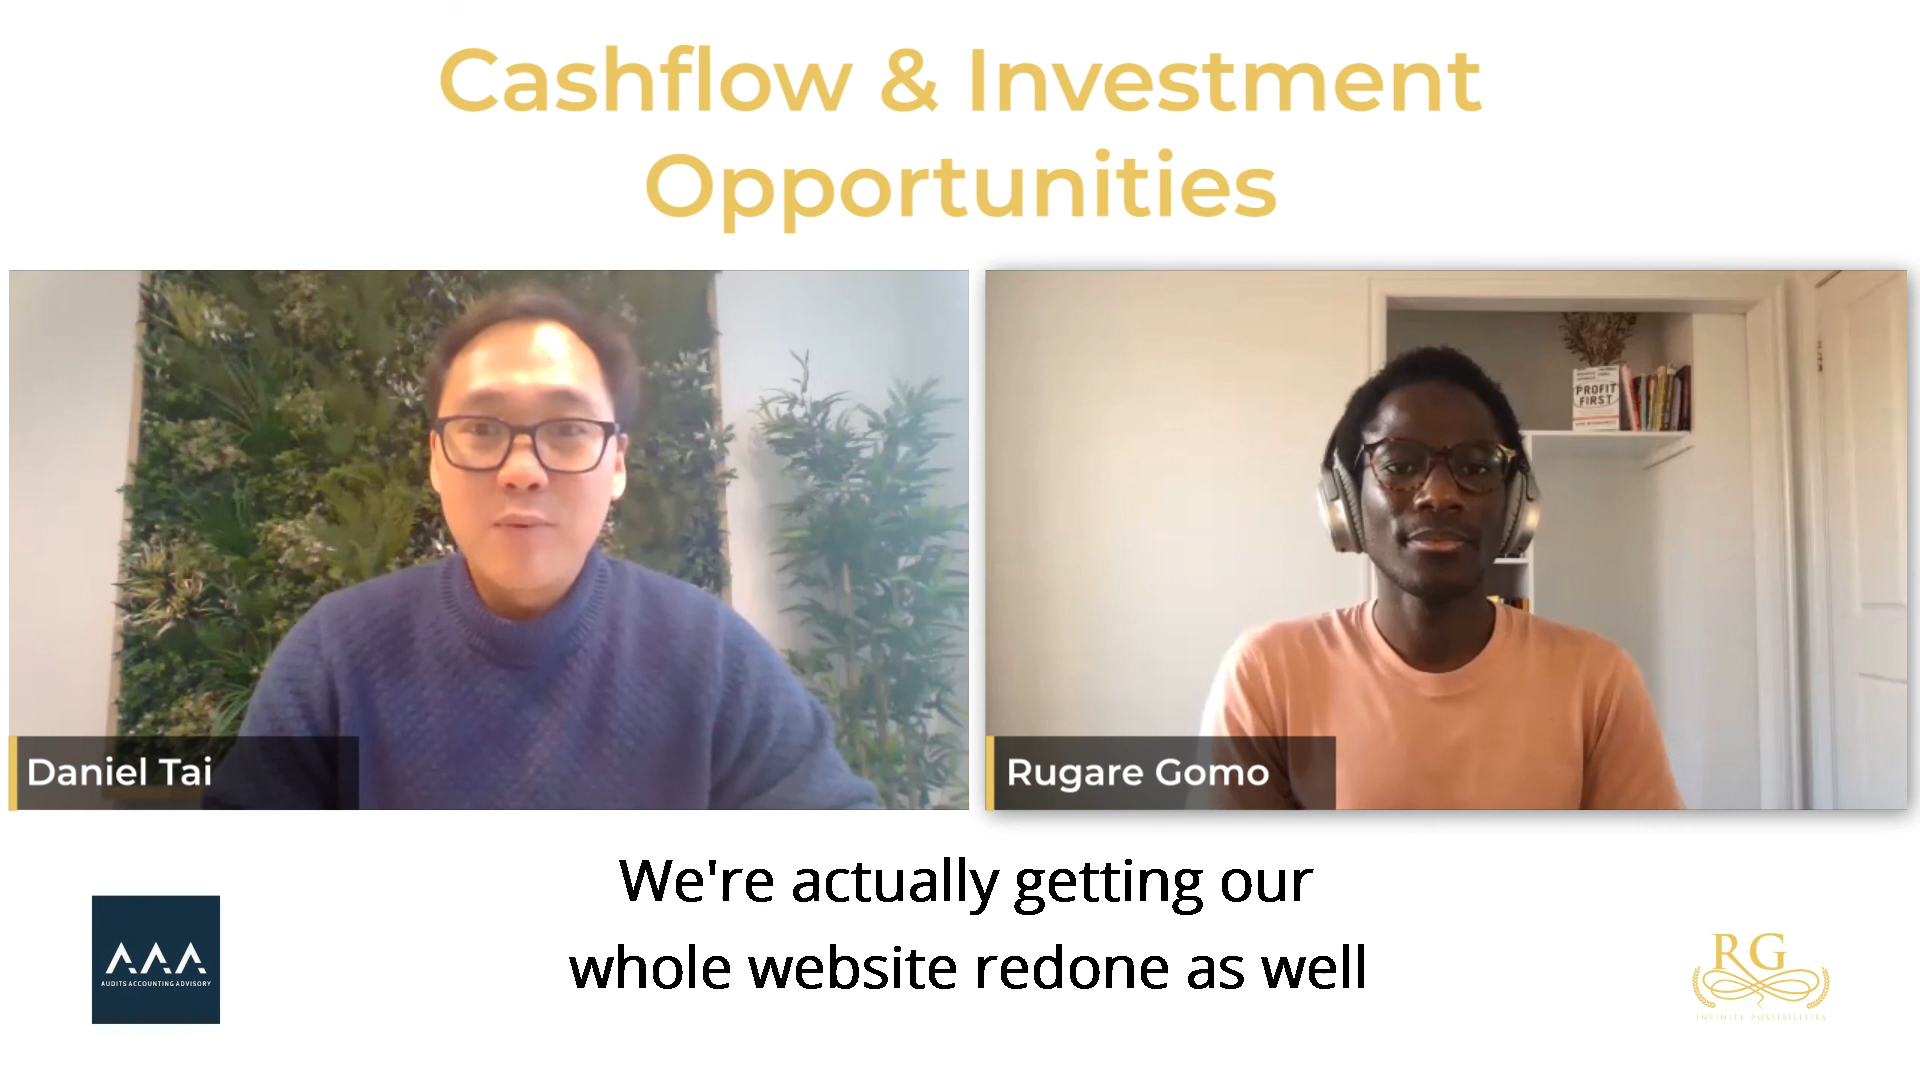 Cashflow & Investment
Opportunities
PROFIT
FIRST
Daniel Tai
Rugare Gomo
We're actually getting our
whole website redone as well
AAA
AUDITS ACCOUNTING ADVISORY
RG
INFINITE POSSIBILITIES